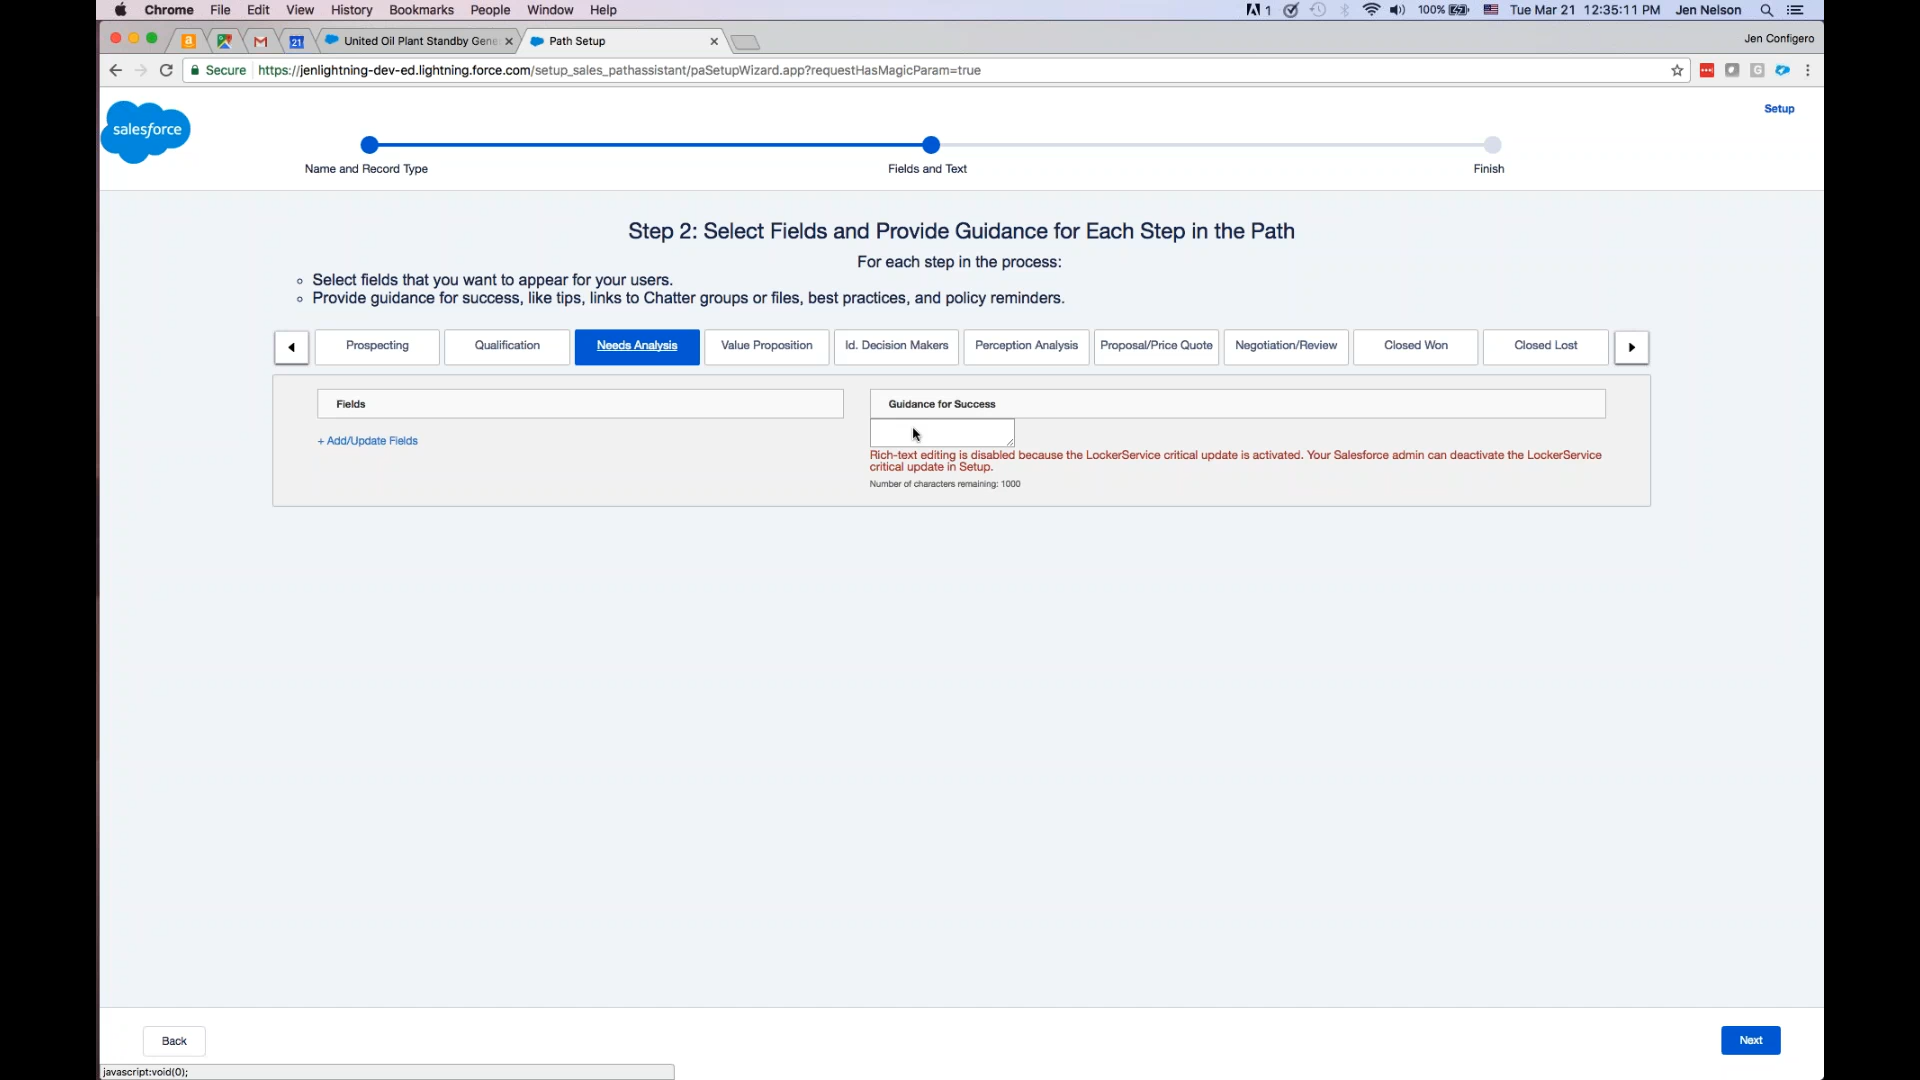 Chrome File Edit View History Bookmarks People Window Help
1 100% Tue Mar 21 12:35:11 PM Jen Nelson
United Oil Plant Standby Gene
Path Setup
Jen Configero
Secure https://jenlightning-dev-ed.lightning.force.com/setup_sales_pathassistant/paSetupWizard.app?requestHasMagicParam=true
salesforce
Setup
Name and Record Type
Fields and Text
Finish
Step 2: Select Fields and Provide Guidance for Each Step in the Path
For each step in the process:
Select fields that you want to appear for your users.
Provide guidance for success, like tips, links to Chatter groups or files, best practices, and policy reminders.
Prospecting
Qualification
Needs Analysis
Value Proposition
Id. Decision Makers
Perception Analysis
Proposal/Price Quote
Negotiation/Review
Closed Won
Closed Lost
Fields
Guidance for Success
+ Add/Update Fields
Rich-text editing is disabled because the LockerService critical update is activated. Your Salesforce admin can deactivate the LockerService
critical update in Setup.
Number of characters remaining: 1000
Back
Next
javascript:void(0);